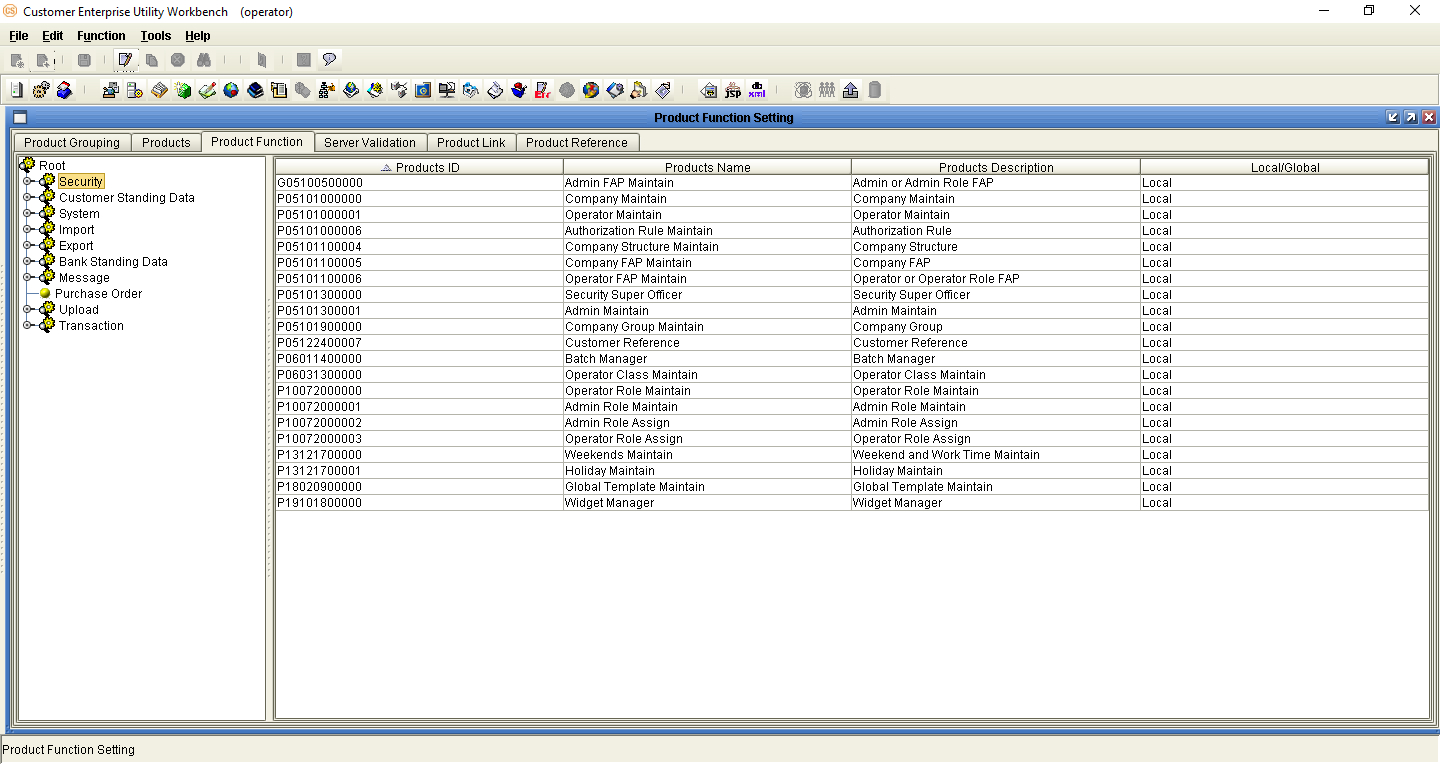 CS Customer Enterprise Utility Workbench (operator)
File Edit Function Tools Help
JSP xml
Product Function Setting
Product Grouping Products Product Function Server Validation Product Link Product Reference
Root
Security
Customer Standing Data
System
Import
Export
Bank Standing Data
Message
Purchase Order
Upload
Transaction
Products ID Products Name Products Description Local/Global
G05100500000 Admin FAP Maintain Admin or Admin Role FAP Local
P05101000000 Company Maintain Company Maintain Local
P05101000001 Operator Maintain Operator Maintain Local
P05101000006 Authorization Rule Maintain Authorization Rule Local
P05101100004 Company Structure Maintain Company Structure Local
P05101100005 Company FAP Maintain Company FAP Local
P05101100006 Operator FAP Maintain Operator or Operator Role FAP Local
P05101300000 Security Super Officer Security Super Officer Local
P05101300001 Admin Maintain Admin Maintain Local
P05101900000 Company Group Maintain Company Group Local
P05122400007 Customer Reference Customer Reference Local
P06011400000 Batch Manager Batch Manager Local
P06031300000 Operator Class Maintain Operator Class Maintain Local
P10072000000 Operator Role Maintain Operator Role Maintain Local
P10072000001 Admin Role Maintain Admin Role Maintain Local
P10072000002 Admin Role Assign Admin Role Assign Local
P10072000003 Operator Role Assign Operator Role Assign Local
P13121700000 Weekends Maintain Weekend and Work Time Maintain Local
P13121700001 Holiday Maintain Holiday Maintain Local
P18020900000 Global Template Maintain Global Template Maintain Local
P19101800000 Widget Manager Widget Manager Local
Product Function Setting